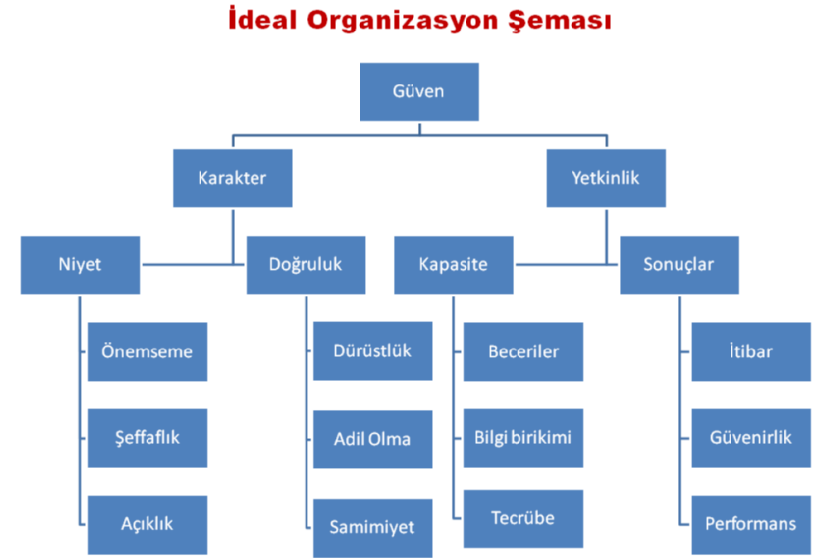 İdeal Organizasyon Şeması
Güven
Karakter
Yetkinlik
Niyet
Doğruluk
Kapasite
Sonuçlar
Önemseme
Dürüstlük
Beceriler
İtibar
Şeffaflık
Adil Olma
Bilgi birikimi
Güvenirlik
Açıklık
Samimiyet
Tecrübe
Performans